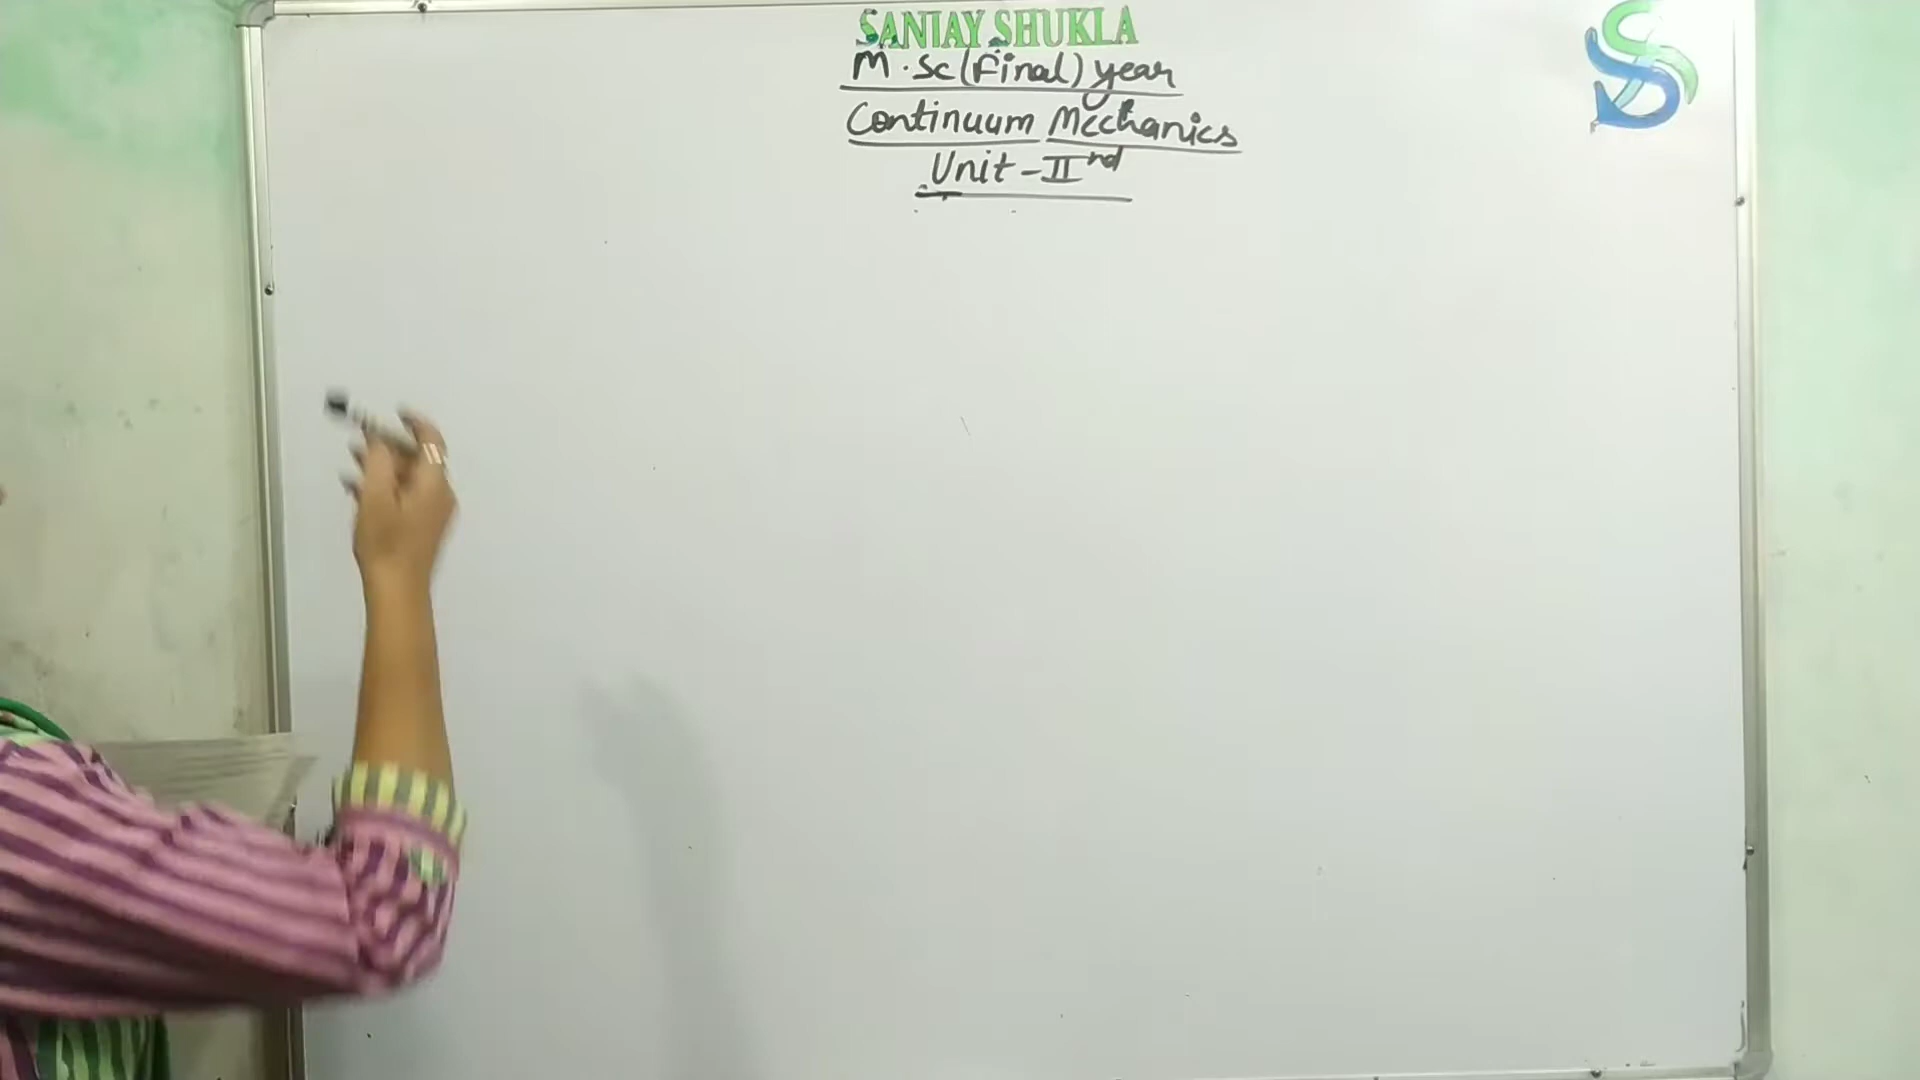 SANJAY SHUKLA
M.Sc (Final) year
Continuum Mechanics
Unit - II nd